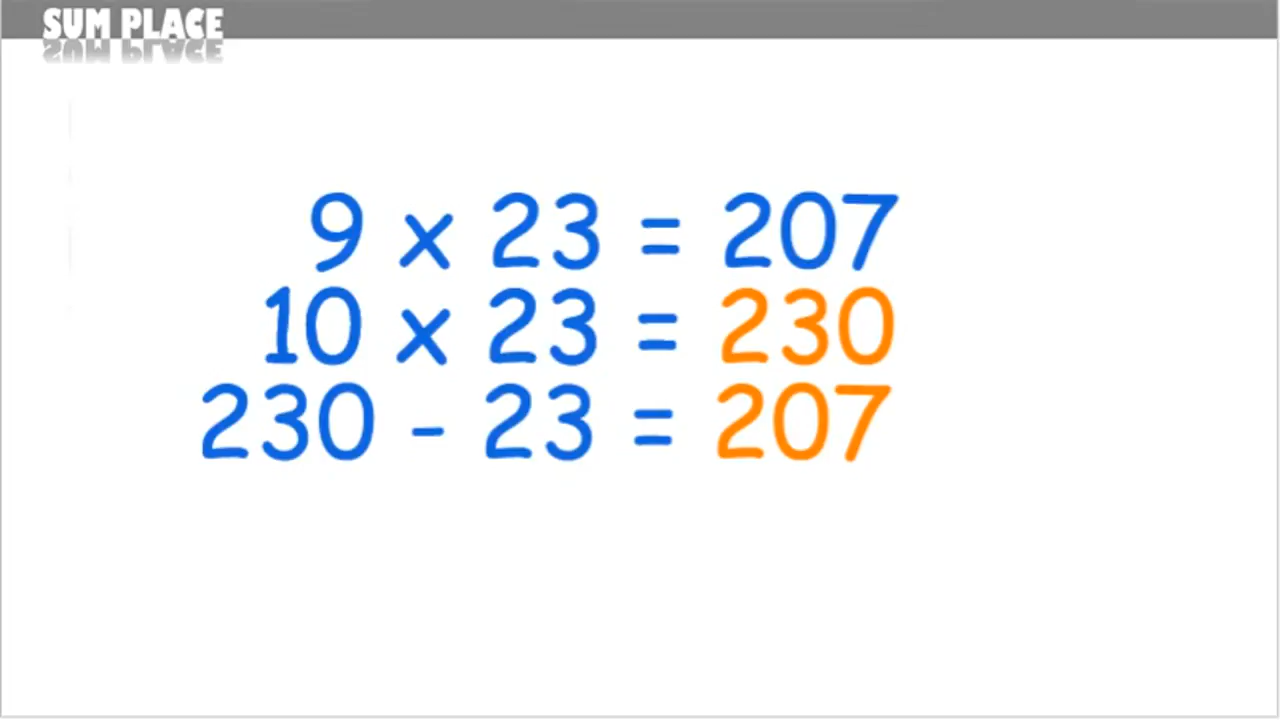 SUM PLACE
9 x 23 = 207
10 x 23 = 230
230 - 23 = 207